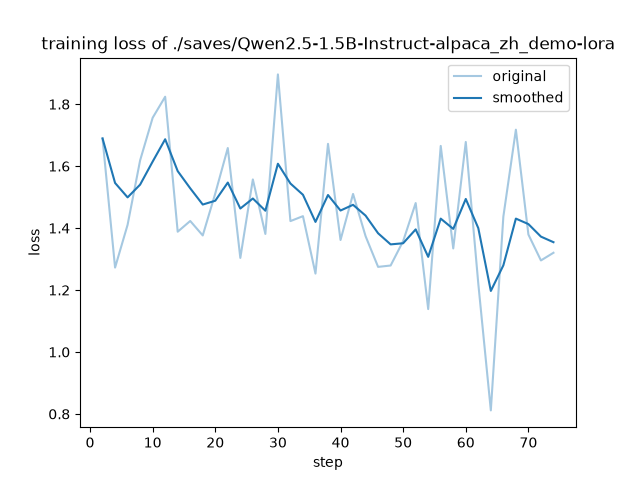 training loss of ./saves/Qwen2.5-1.5B-Instruct-alpaca_zh_demo-lora
original
smoothed
1.8
1.6
1.4
1.2
1.0
0.8
loss
0 10 20 30 40 50 60 70
step